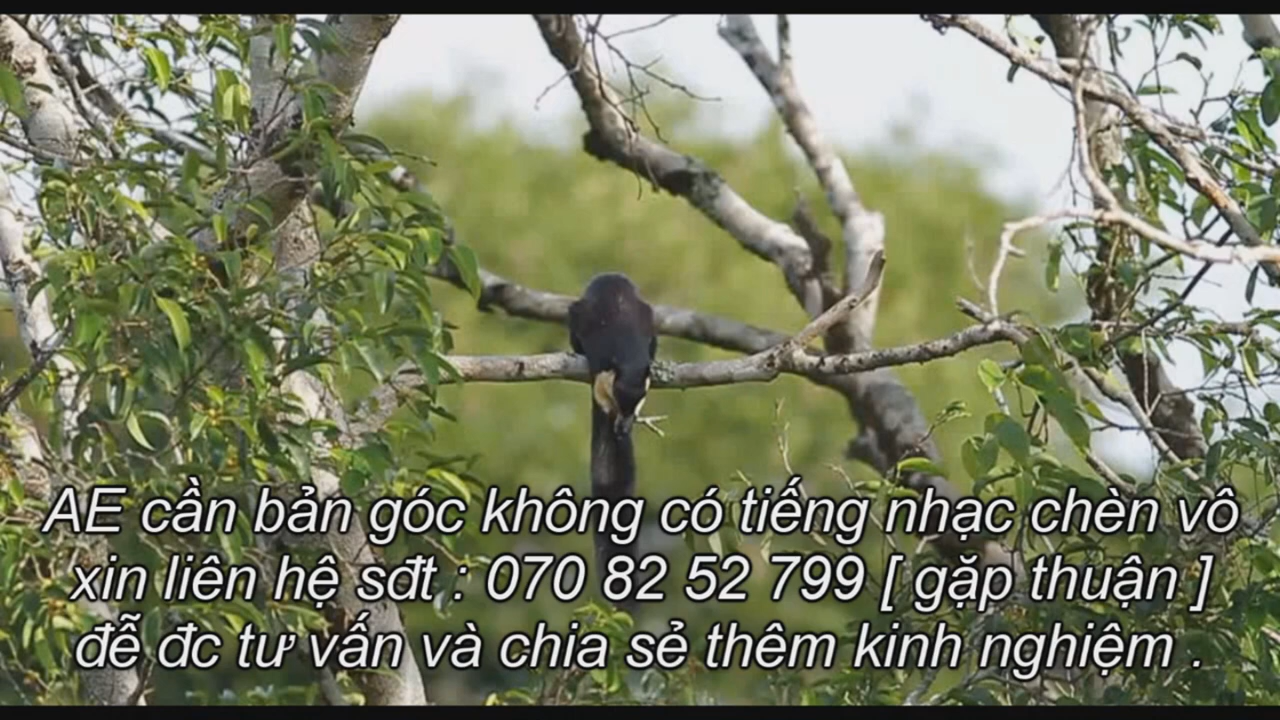 AE cần bản góc không có tiếng nhạc chèn vô
xin liên hệ sđt : 070 82 52 799 [ gặp thuận ]
đễ đc tư vấn và chia sẻ thêm kinh nghiệm .